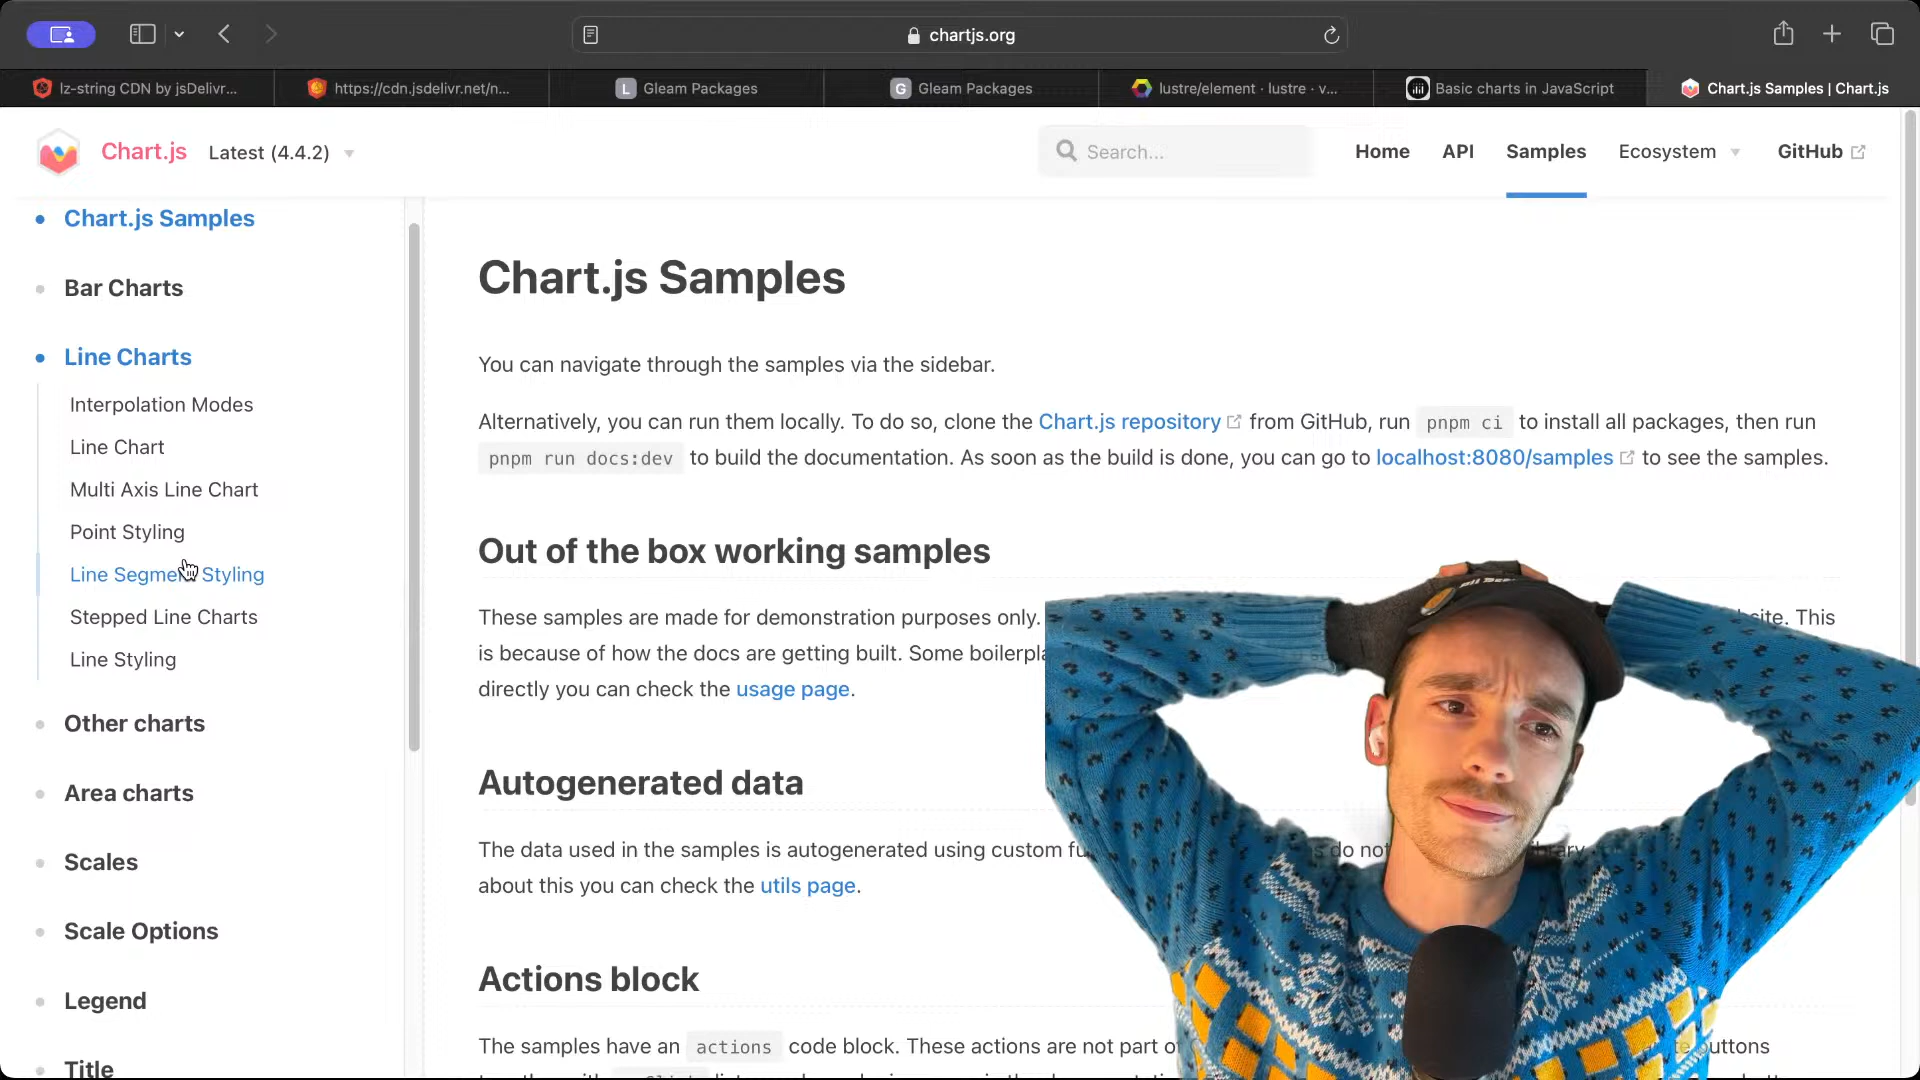 chartjs.org
lz-string CDN by jsDelivr...
https://cdn.jsdelivr.net/n...
L Gleam Packages
G Gleam Packages
lustre/element · lustre · v...
Basic charts in JavaScript
Chart.js Samples | Chart.js
Chart.js
Latest (4.4.2)
Search...
Home
API
Samples
Ecosystem
GitHub
Chart.js Samples
Bar Charts
Line Charts
Interpolation Modes
Line Chart
Multi Axis Line Chart
Point Styling
Line Segment Styling
Stepped Line Charts
Line Styling
Other charts
Area charts
Scales
Scale Options
Legend
Title
Chart.js Samples
You can navigate through the samples via the sidebar.
Alternatively, you can run them locally. To do so, clone the Chart.js repository from GitHub, run pnpm ci to install all packages, then run
pnpm run docs:dev to build the documentation. As soon as the build is done, you can go to localhost:8080/samples to see the samples.
Out of the box working samples
These samples are made for demonstration purposes only. This
is because of how the docs are getting built. Some
directly you can check the usage page.
Autogenerated data
The data used in the samples is autogenerated using custom do not
about this you can check the utils page.
Actions block
The samples have an actions code block. These actions are not part